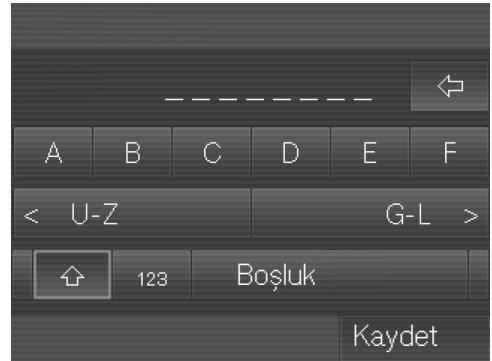 _ _ _ _ _ _ _ _
A B C D E F
< U-Z G-L >
123 Boşluk
Kaydet